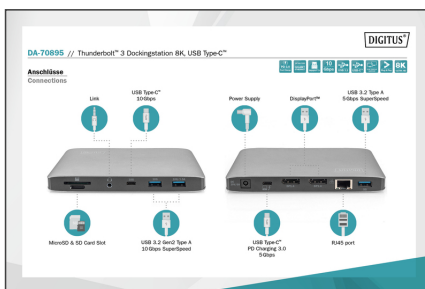 DIGITUS®
DA-70895 // Thunderbolt™ 3 Dockingstation 8K, USB Type-C™
Anschlüsse
Connections
10
Gbps
8K
Link
USB Type-C™
10Gbps
Power Supply
DisplayPort™
USB 3.2 Type A
5Gbps SuperSpeed
MicroSD & SD Card Slot
USB 3.2 Gen2 Type A
10Gbps SuperSpeed
USB Type-C™
PD Charging 3.0
5Gbps
RJ45 port